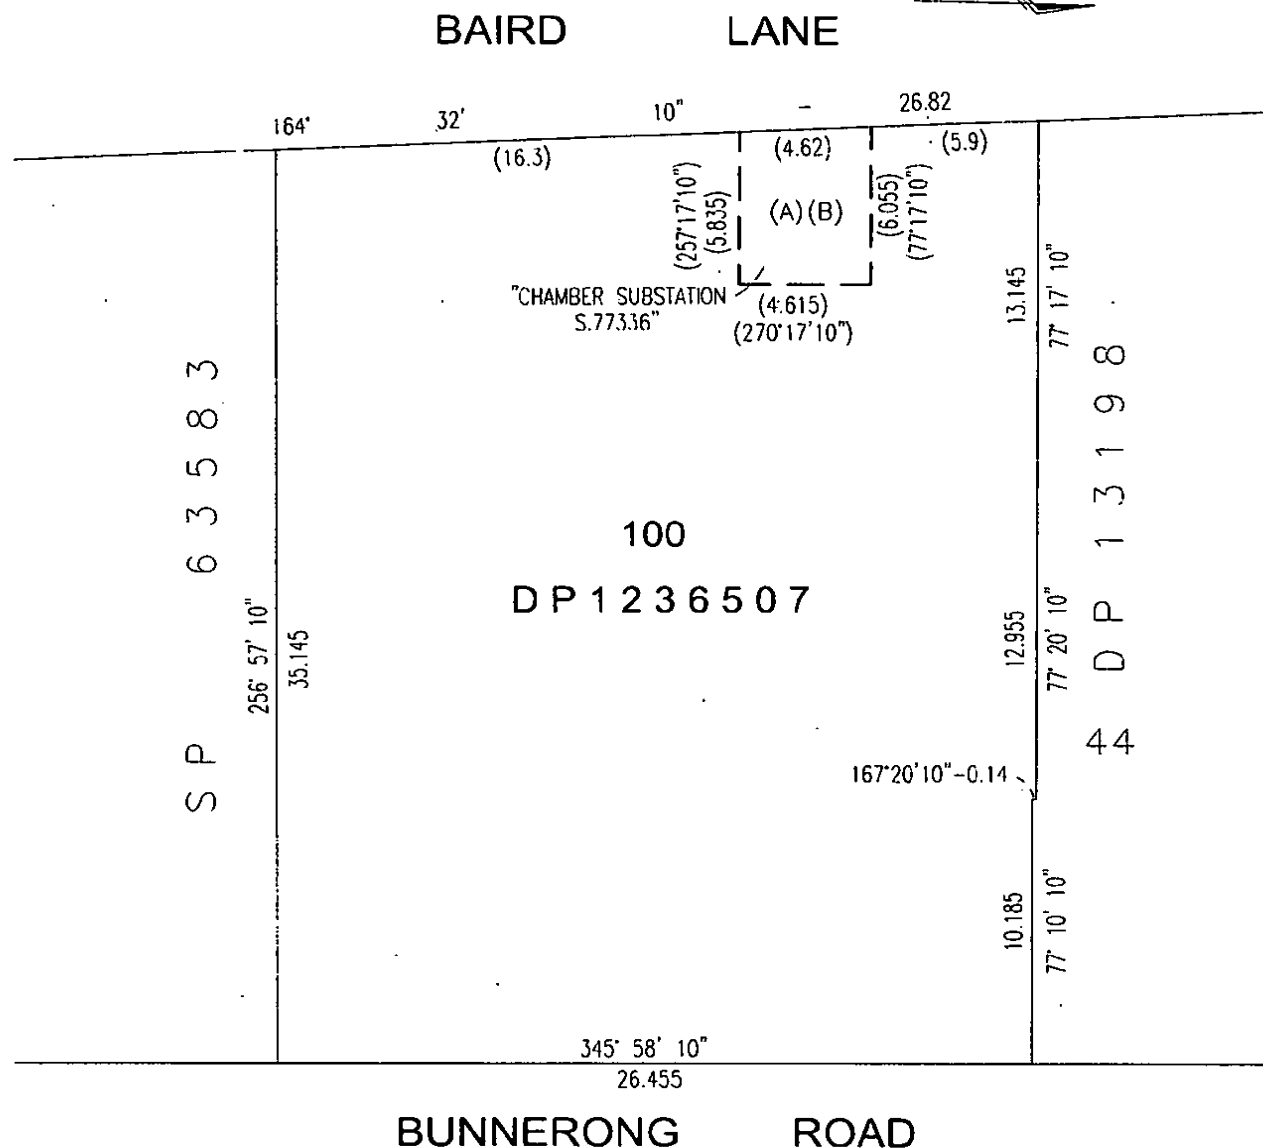 BAIRD LANE
164° 32' 10" - 26.82
(16.3)
(4.62)
(5.9)
(257°17'10")
(5.835)
(A)(B)
(6.055)
(77°17'10")
"CHAMBER SUBSTATION
S.77336"
(4.615)
(270°17'10")
13.145
77° 17' 10"
SP 63583
100
DP1236507
256° 57' 10"
35.145
12.955
77° 20' 10"
44 DP 13198
167°20'10"-0.14
10.185
77° 10' 10"
345° 58' 10"
26.455
BUNNERONG ROAD